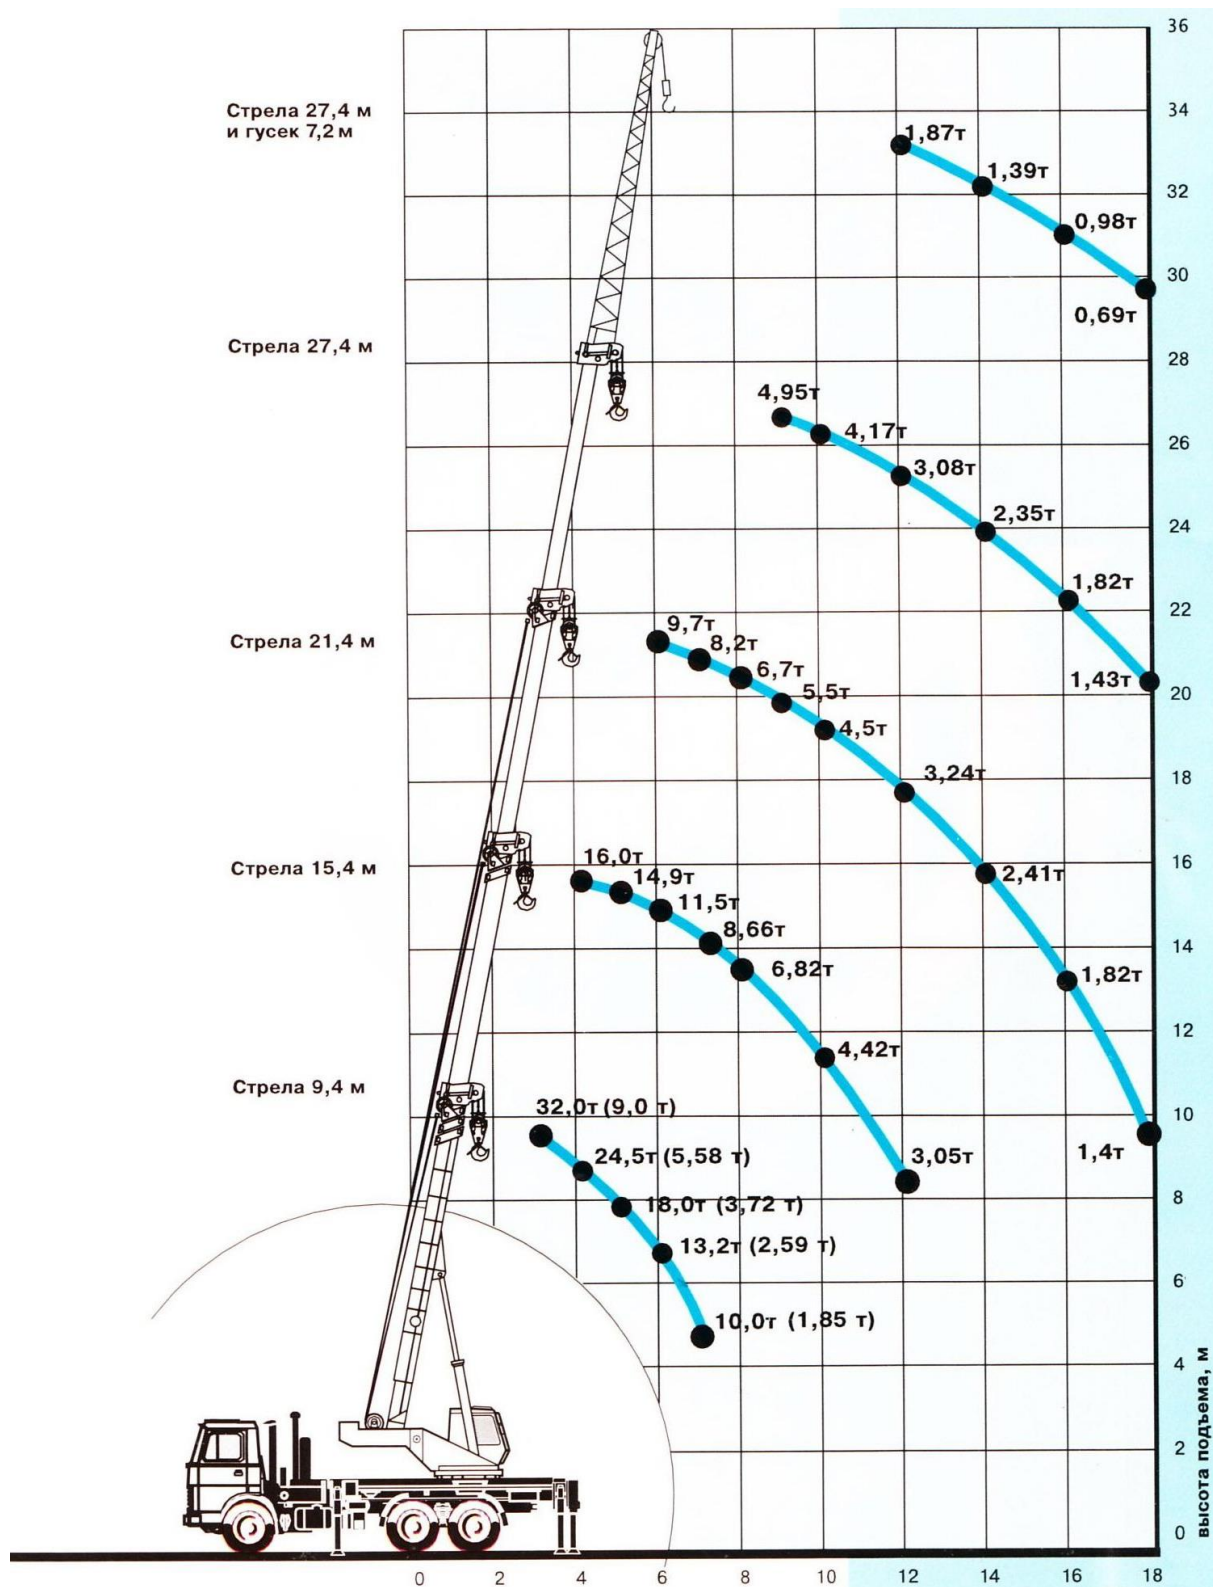 36
Стрела 27,4 м
и гусек 7,2 м
34
1,87т
1,39т
32
0,98т
30
0,69т
Стрела 27,4 м
28
4,95т
4,17т
26
3,08т
2,35т
24
1,82т
22
9,7т
Стрела 21,4 м
8,2т
6,7т
1,43т
20
5,5т
4,5т
3,24т
18
16,0т
16
Стрела 15,4 м
14,9т
2,41т
11,5т
8,66т
14
6,82т
1,82т
12
4,42т
Стрела 9,4 м
32,0т (9,0 т)
10
24,5т (5,58 т)
3,05т
1,4т
18,0т (3,72 т)
8
13,2т (2,59 т)
6
10,0т (1,85 т)
4
2
0
высота подъема, м
0 2 4 6 8 10 12 14 16 18